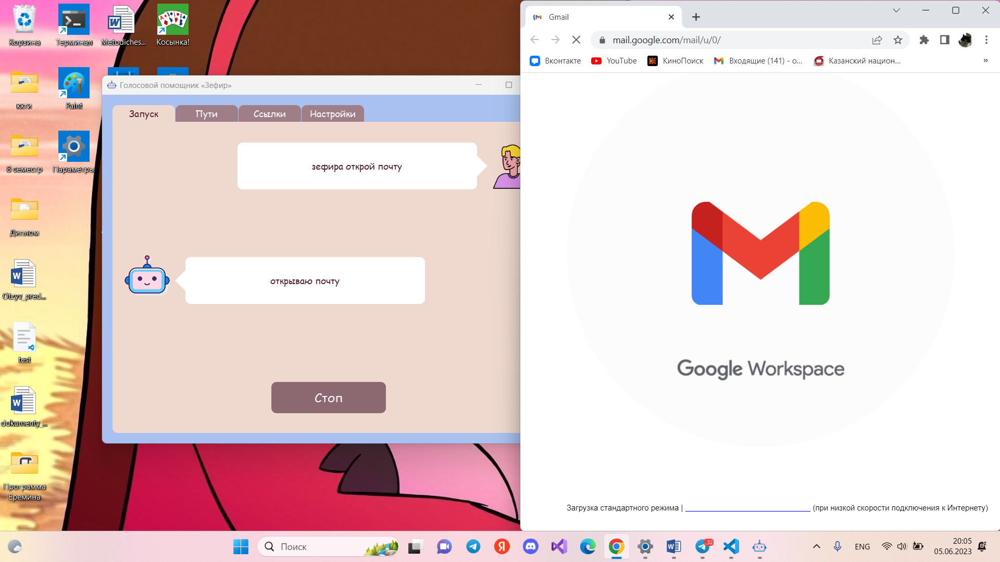 Корзина
Терминал
Metodiches...
Косынка!
кхти
Paint
8 семестр
Параметры
Диплом
Otzyv_pred...
test
dokumenty_...
Программа
Еремина
Голосовой помощник «Зефир»
Запуск
Пути
Ссылки
Настройки
зефира открой почту
открываю почту
Стоп
Gmail
mail.google.com/mail/u/0/
Вконтакте
YouTube
КиноПоиск
Входящие (141) - о...
Казанский национ...
»
Google Workspace
Загрузка стандартного режима | (при низкой скорости подключения к Интернету)
Поиск
32
ENG
20:05
05.06.2023